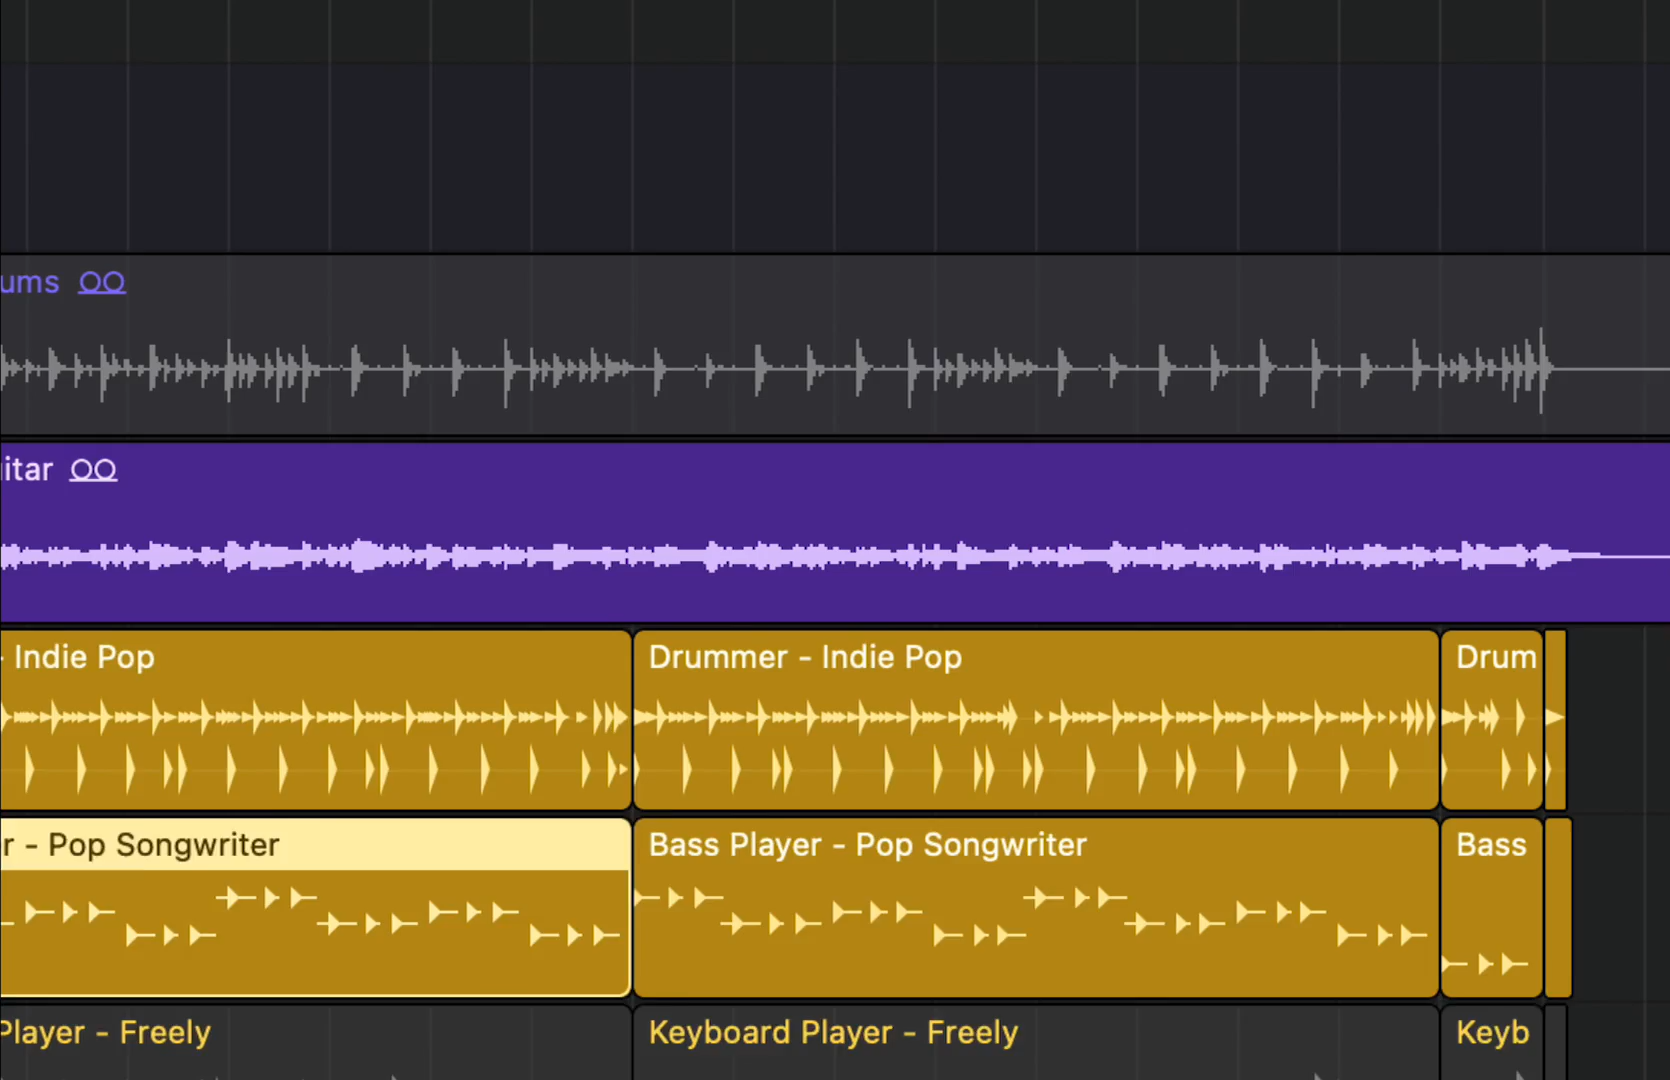 ums
itar
- Indie Pop
Drummer - Indie Pop
Drum
r - Pop Songwriter
Bass Player - Pop Songwriter
Bass
Player - Freely
Keyboard Player - Freely
Keyb